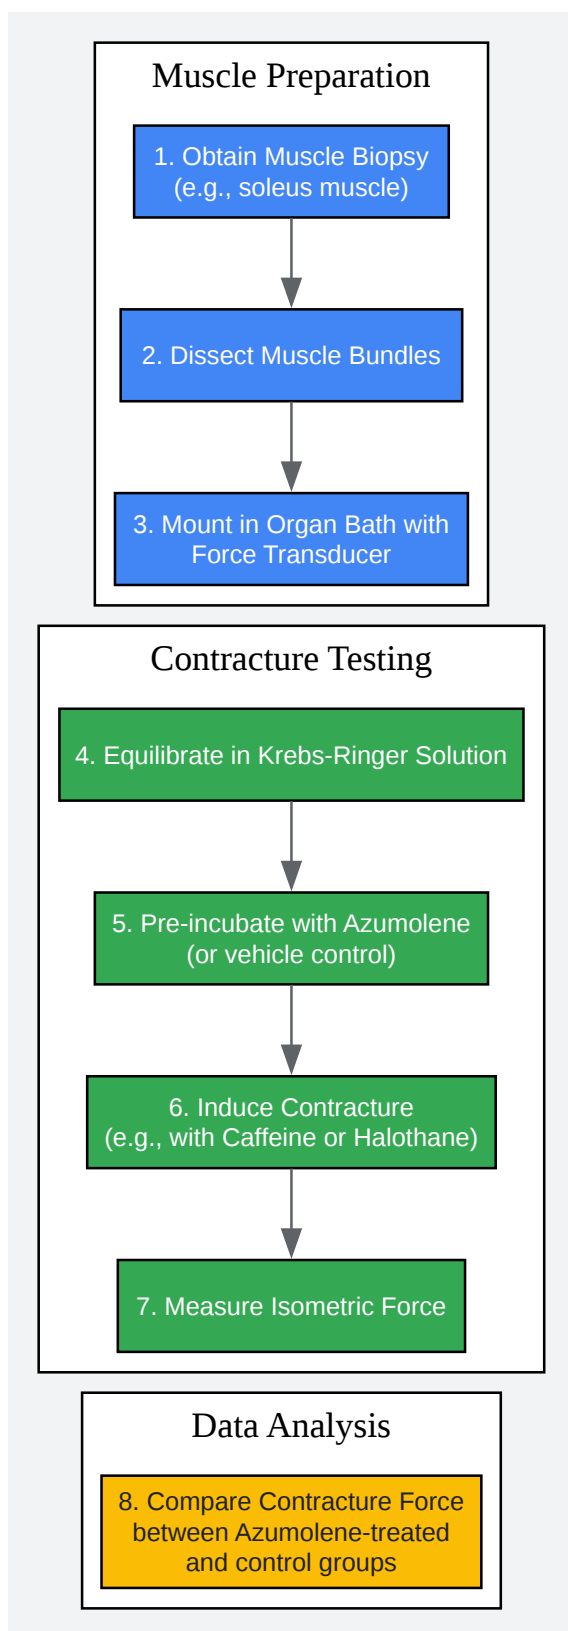 Muscle Preparation
1. Obtain Muscle Biopsy
(e.g., soleus muscle)
2. Dissect Muscle Bundles
3. Mount in Organ Bath with
Force Transducer
Contracture Testing
4. Equilibrate in Krebs-Ringer Solution
5. Pre-incubate with Azumolene
(or vehicle control)
6. Induce Contracture
(e.g., with Caffeine or Halothane)
7. Measure Isometric Force
Data Analysis
8. Compare Contracture Force
between Azumolene-treated
and control groups